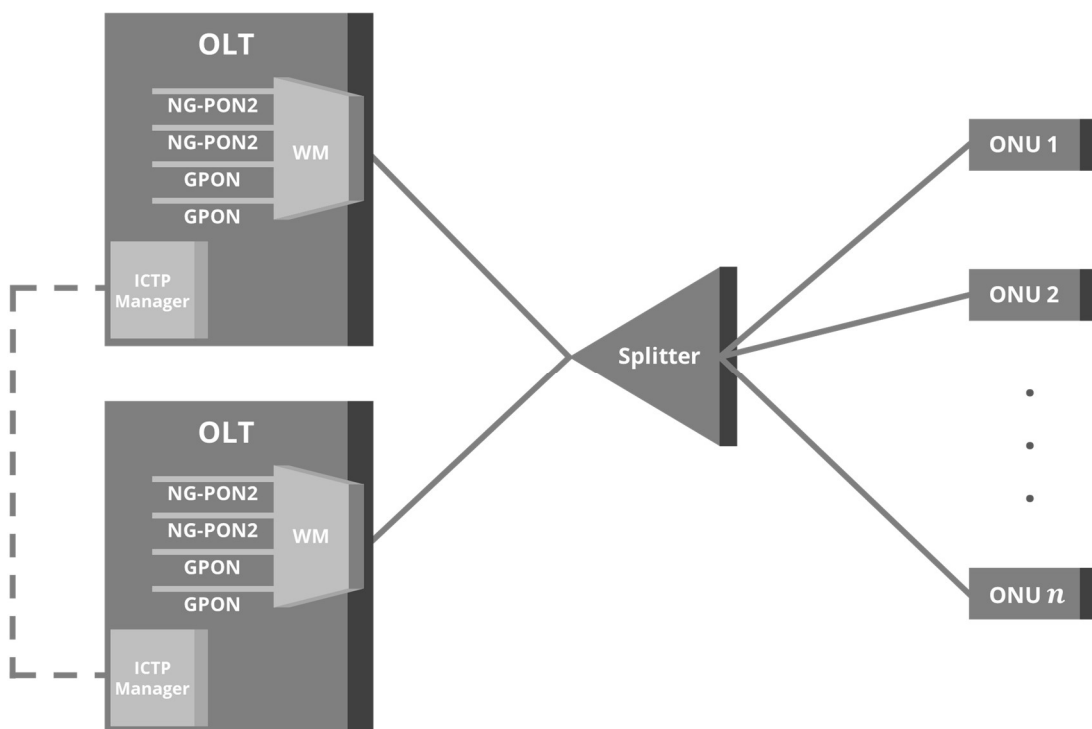 OLT
NG-PON2
NG-PON2
GPON
GPON
WM
ICTP
Manager
OLT
NG-PON2
NG-PON2
GPON
GPON
WM
ICTP
Manager
Splitter
ONU 1
ONU 2
ONU n